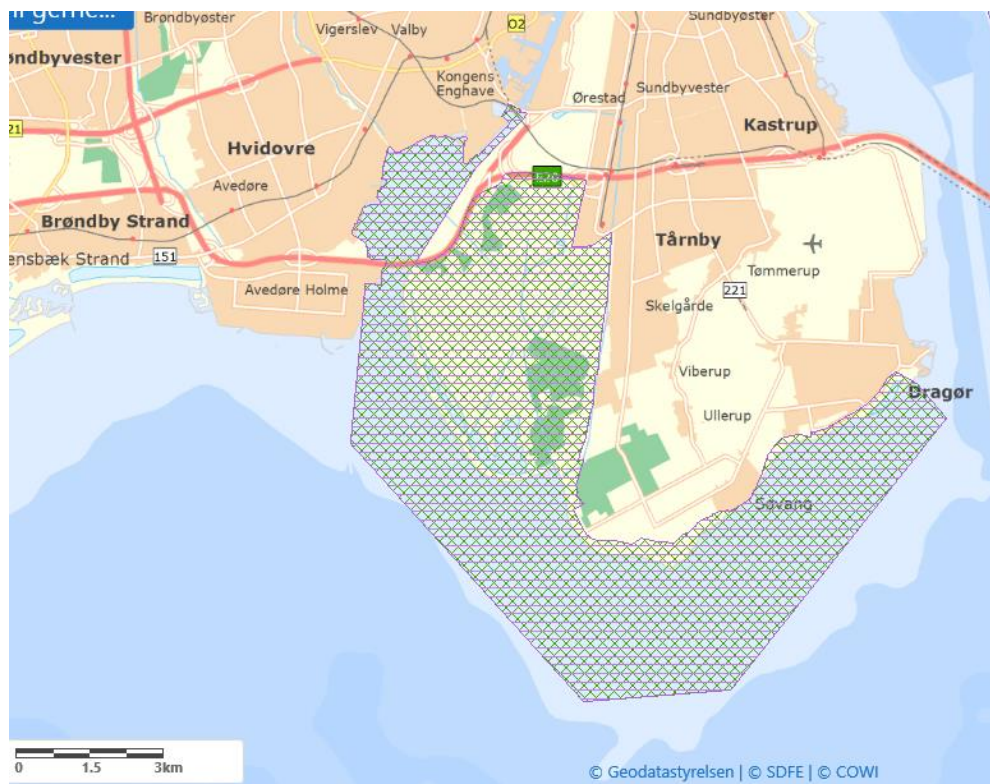 Brøndbyøster
Sundbyøster
O2
Vigerslev Valby
øndbyvester
Kongens
Enghave
Ørestad
Sundbyvester
21
Kastrup
Hvidovre
E20
Avedøre
Brøndby Strand
Tårnby
ensbæk Strand
151
Tømmerup
Avedøre Holme
221
Skelgårde
Viberup
Dragør
Ullerup
Søvang
0 1.5 3km
© Geodatastyrelsen | © SDFE | © COWI